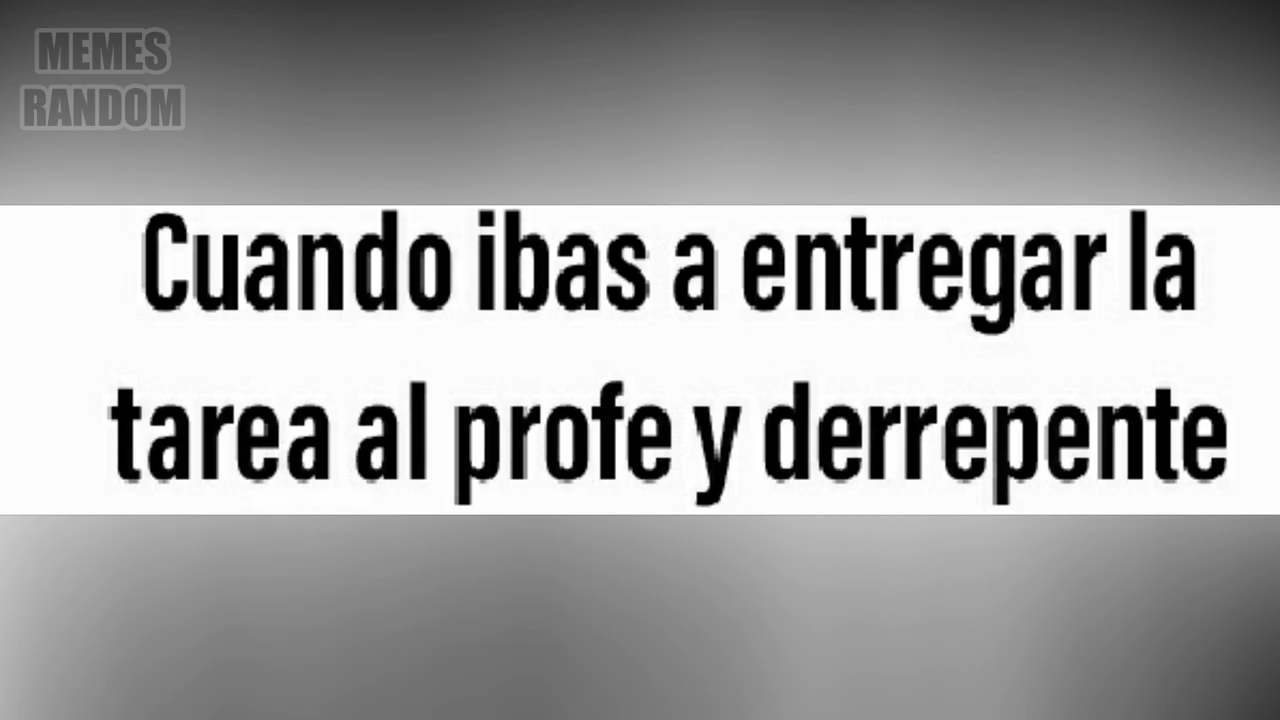 MEMES
RANDOM
Cuando ibas a entregar la
tarea al profe y derrepente